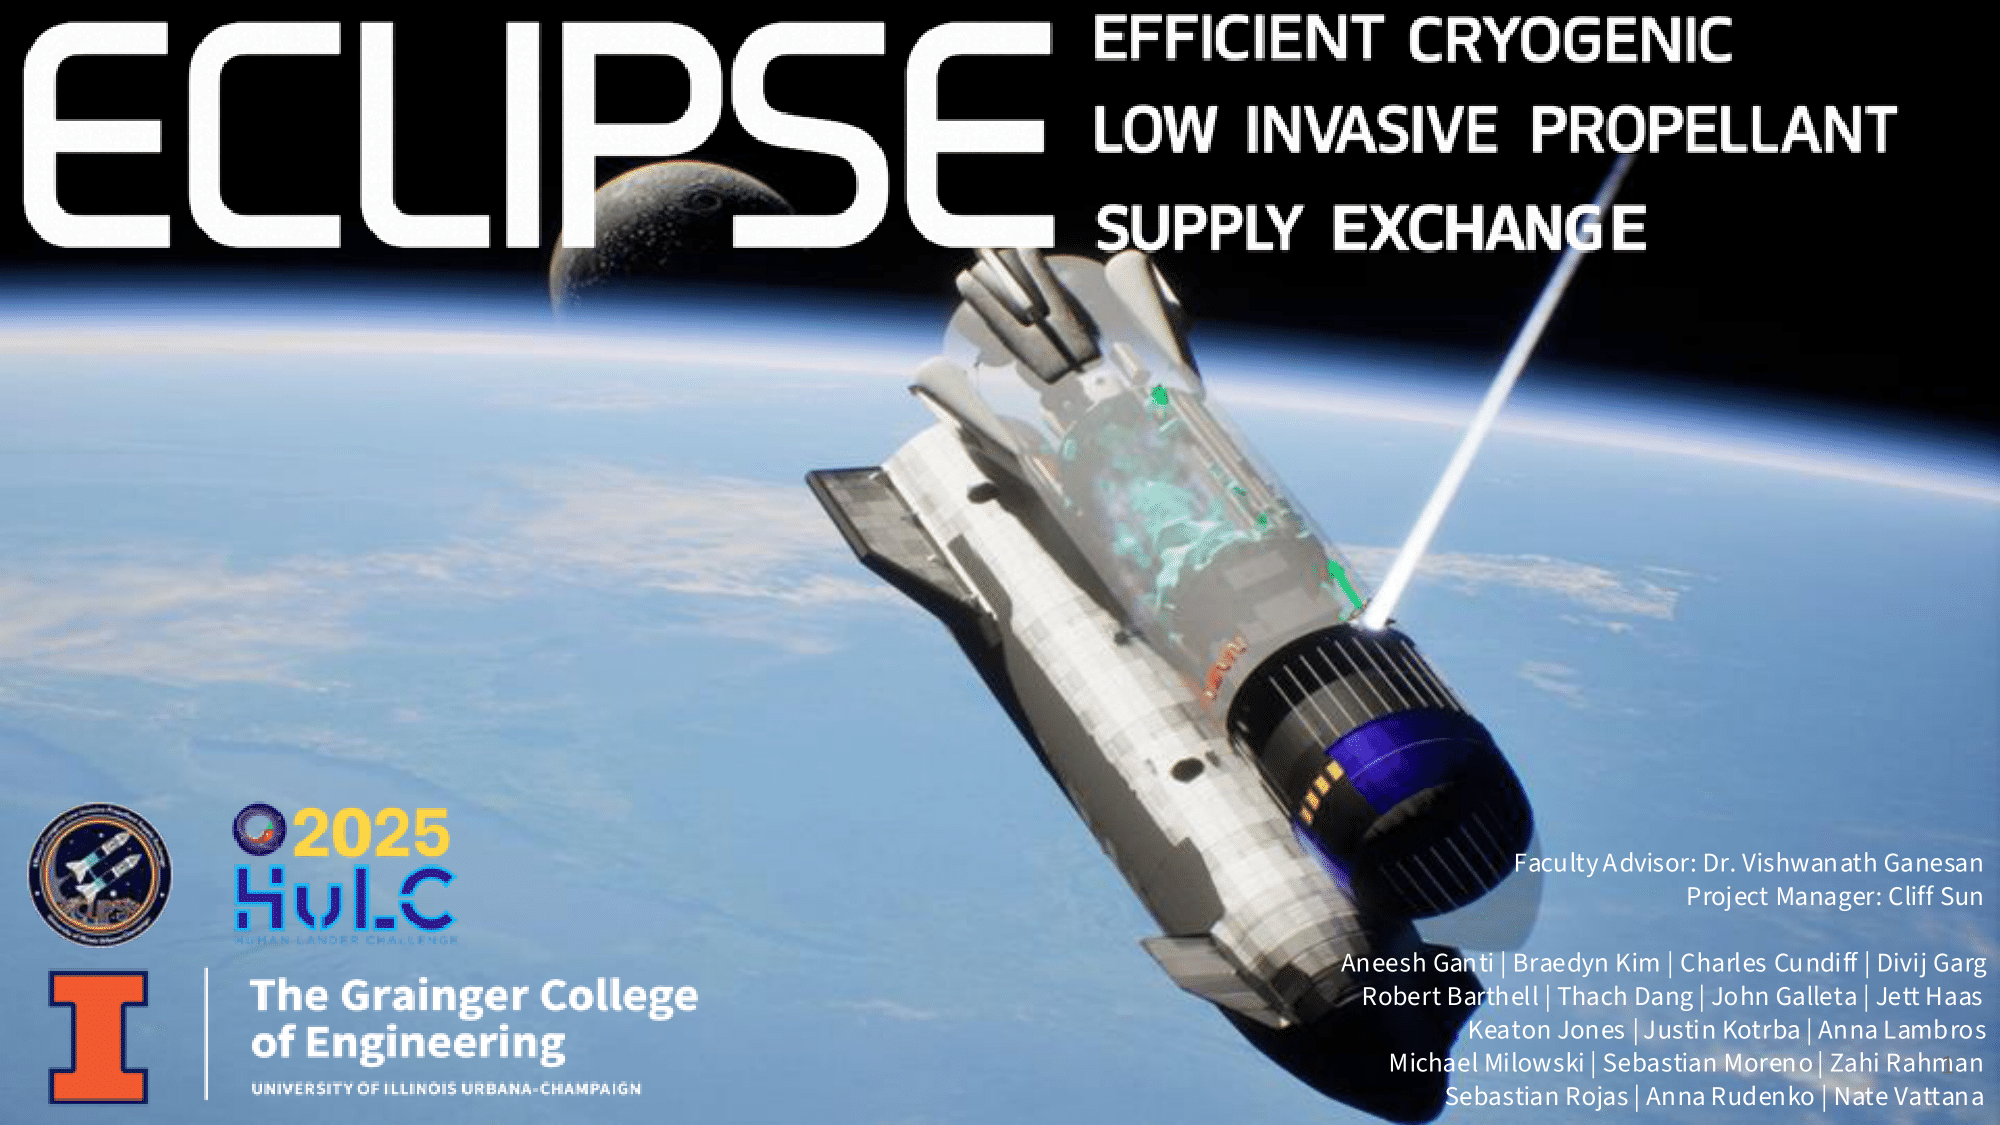 ECLIPSE
EFFICIENT CRYOGENIC
LOW INVASIVE PROPELLANT
SUPPLY EXCHANGE
2025
HuLC
HUMAN LANDER CHALLENGE
The Grainger College
of Engineering
UNIVERSITY OF ILLINOIS URBANA-CHAMPAIGN
Faculty Advisor: Dr. Vishwanath Ganesan
Project Manager: Cliff Sun
Aneesh Ganti | Braedyn Kim | Charles Cundiff | Divij Garg
Robert Barthell | Thach Dang | John Galleta | Jett Haas
Keaton Jones | Justin Kotrba | Anna Lambros
Michael Milowski | Sebastian Moreno | Zahi Rahman
Sebastian Rojas | Anna Rudenko | Nate Vattana